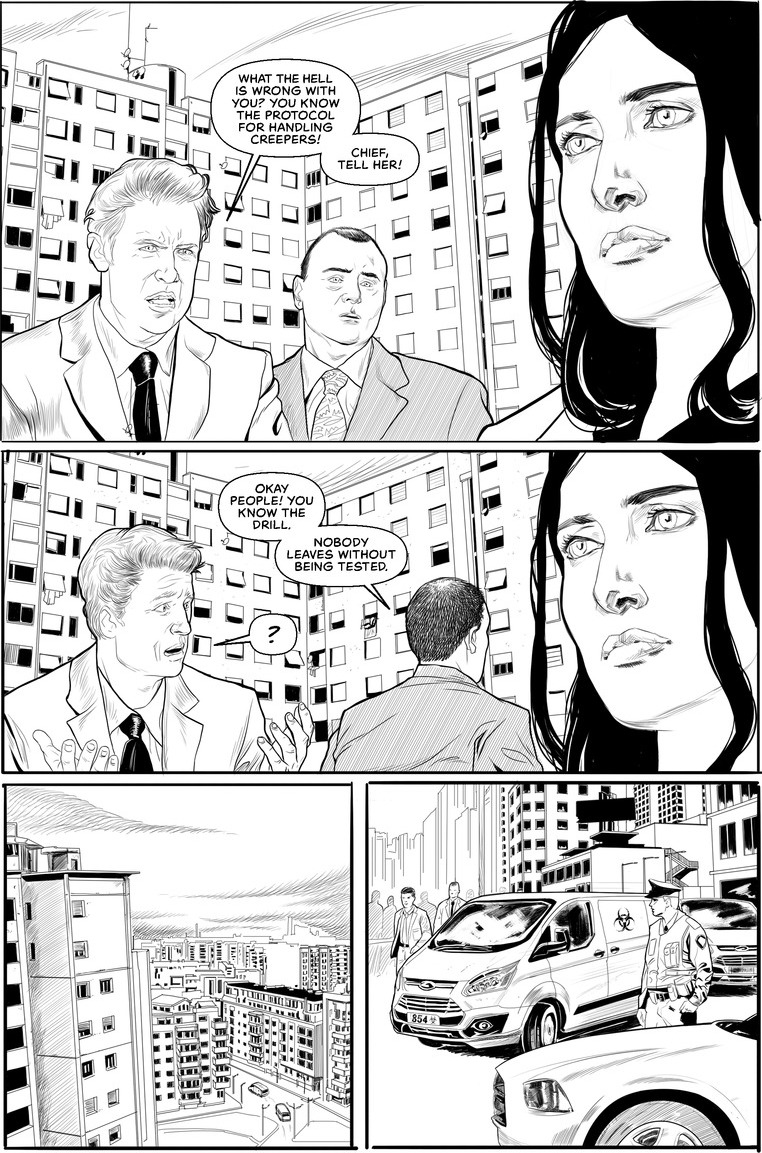 WHAT THE HELL
IS WRONG WITH
YOU? YOU KNOW
THE PROTOCOL
FOR HANDLING
CREEPERS!
CHIEF,
TELL HER!
OKAY
PEOPLE! YOU
KNOW THE
DRILL.
NOBODY
LEAVES WITHOUT
BEING TESTED.
?
854